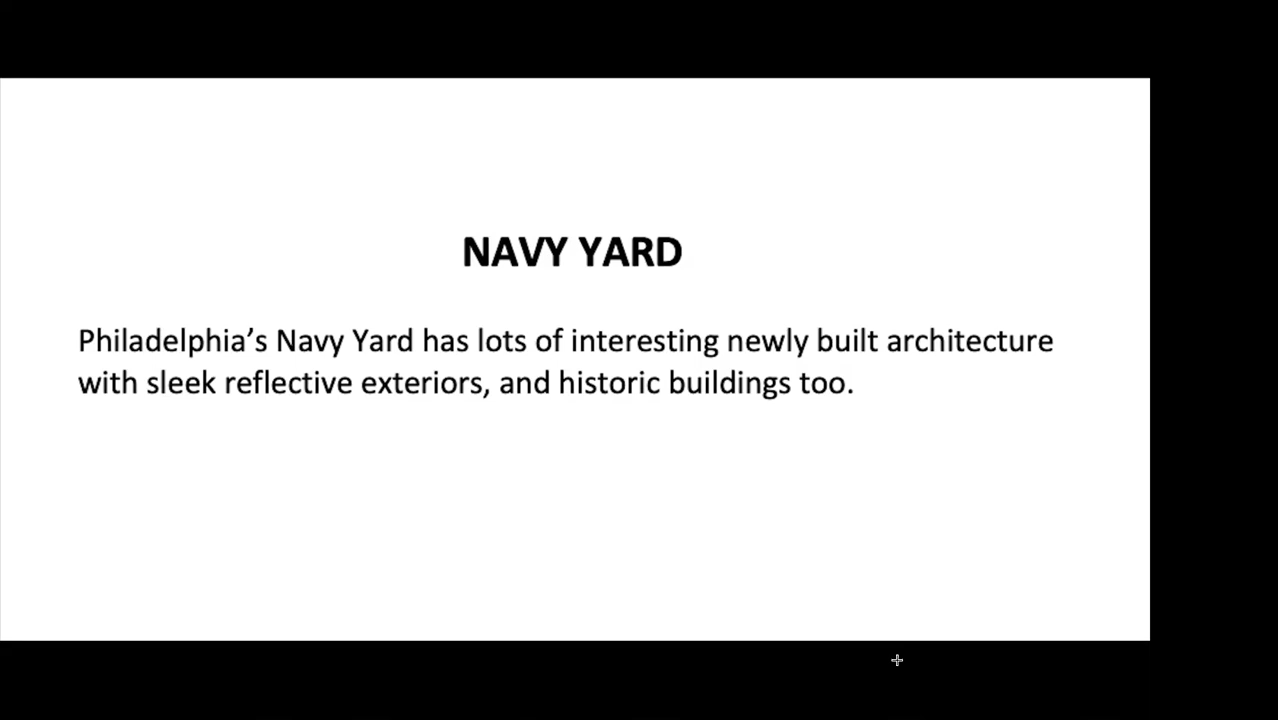 NAVY YARD
Philadelphia’s Navy Yard has lots of interesting newly built architecture
with sleek reflective exteriors, and historic buildings too.